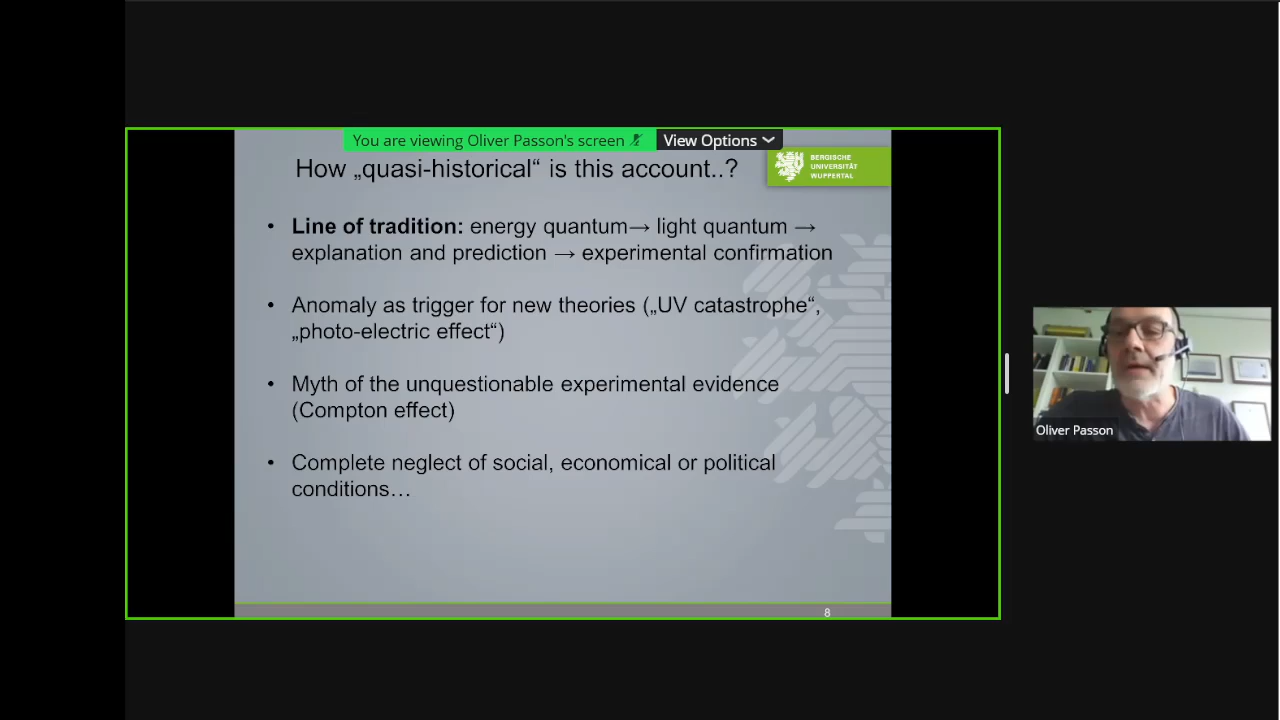 You are viewing Oliver Passon's screen
View Options
How „quasi-historical“ is this account..?
BERGISCHE
UNIVERSITÄT
WUPPERTAL
• Line of tradition: energy quantum→ light quantum →
explanation and prediction → experimental confirmation
• Anomaly as trigger for new theories („UV catastrophe“,
„photo-electric effect“)
• Myth of the unquestionable experimental evidence
(Compton effect)
• Complete neglect of social, economical or political
conditions…
8
Oliver Passon